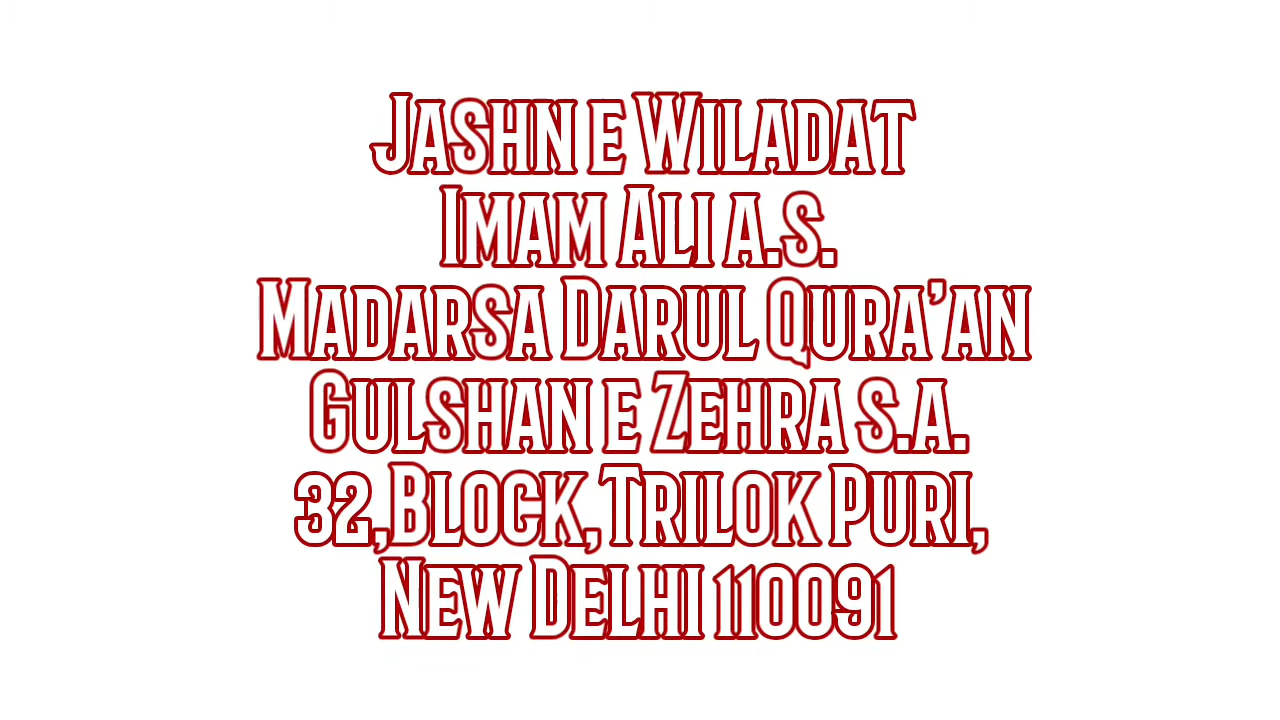 Jashn e Wiladat
Imam Ali a.s.
Madarsa Darul Qura'an
Gulshan e Zehra s.a.
32,Block,Trilok Puri,
New Delhi 110091